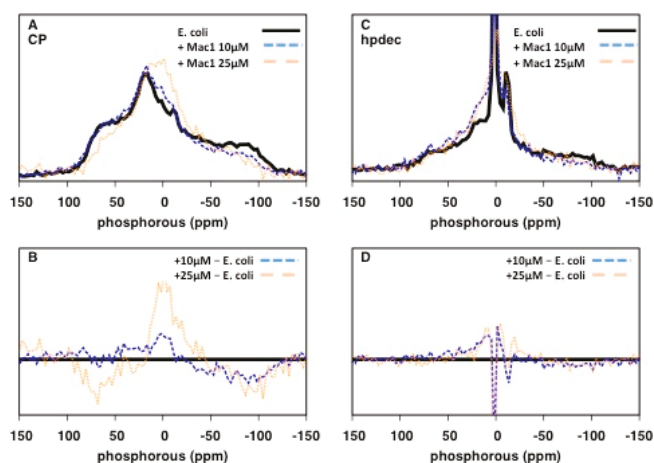 A
CP
E. coli
+ Mac1 10µM
+ Mac1 25µM
150 100 50 0 -50 -100 -150
phosphorous (ppm)
C
hpdec
E. coli
+ Mac1 10µM
+ Mac1 25µM
150 100 50 0 -50 -100 -150
phosphorous (ppm)
B
+10µM − E. coli
+25µM − E. coli
150 100 50 0 -50 -100 -150
phosphorous (ppm)
D
+10µM − E. coli
+25µM − E. coli
150 100 50 0 -50 -100 -150
phosphorous (ppm)